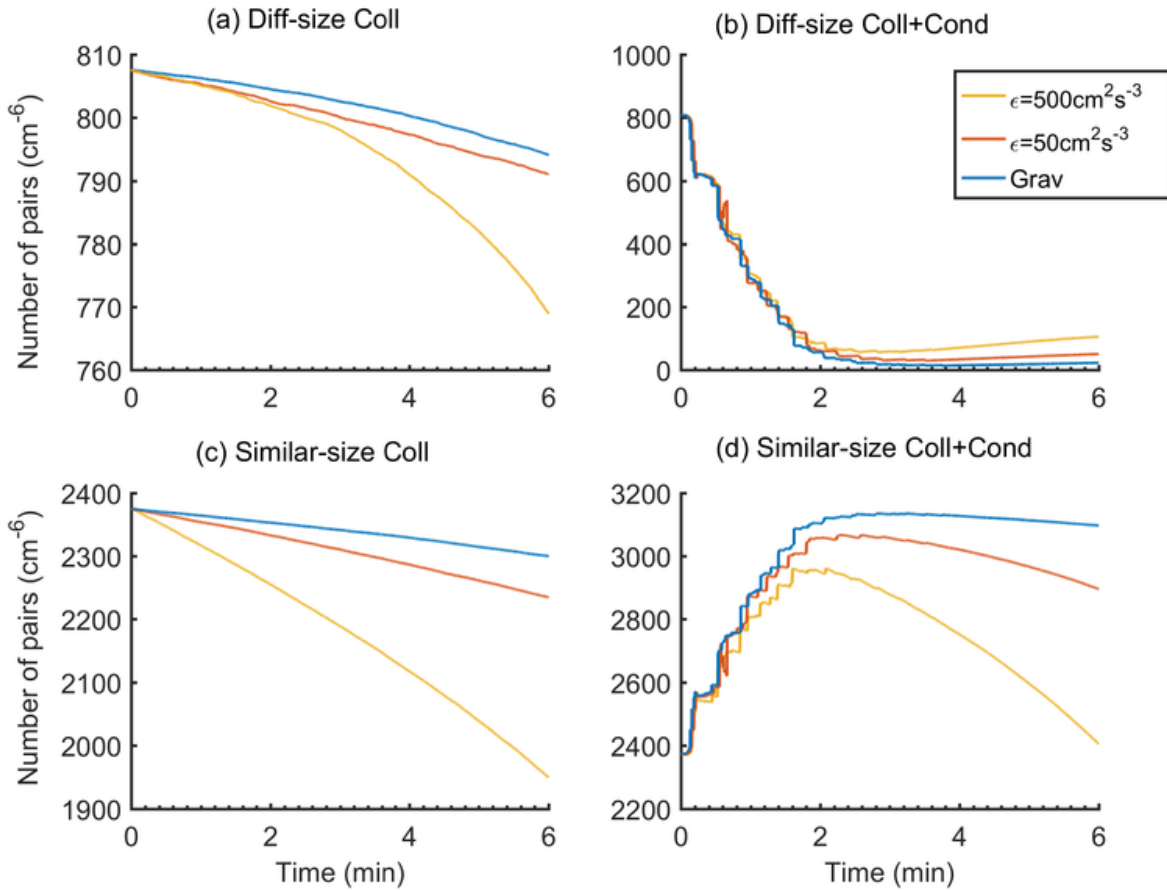 (a) Diff-size Coll
(b) Diff-size Coll+Cond
Number of pairs (cm-6)
810
800
790
780
770
760
0 2 4 6
1000
800
600
400
200
0
0 2 4 6
ϵ=500cm2s-3
ϵ=50cm2s-3
Grav
(c) Similar-size Coll
(d) Similar-size Coll+Cond
Number of pairs (cm-6)
2400
2300
2200
2100
2000
1900
0 2 4 6
Time (min)
3200
3000
2800
2600
2400
2200
0 2 4 6
Time (min)